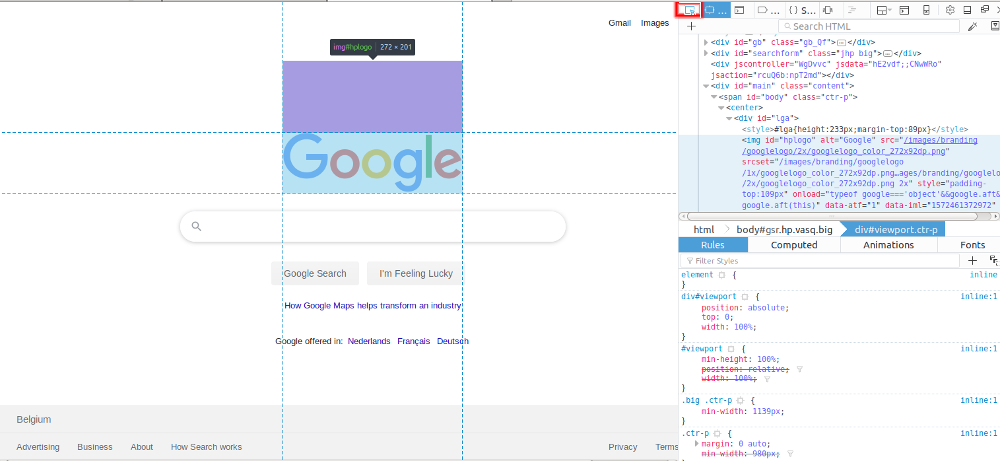 Gmail Images
img#hplogo | 272 × 201
Google
Google Search
I'm Feeling Lucky
How Google Maps helps transform an industry
Google offered in: Nederlands Français Deutsch
Belgium
Advertising Business About How Search works
Privacy Terms
... ... { } S...
+ Search HTML
<div id="gb" class="gb_Qf">...</div>
<div id="searchform" class="jhp big">...</div>
<div jscontroller="WgDvvc" jsdata="hE2vdf;;CNwWRo"
jsaction="rcuQ6b:npT2md"></div>
<div id="main" class="content">
<span id="body" class="ctr-p">
<center>
<div id="lga">
<style>#lga{height:233px;margin-top:89px}</style>
<img id="hplogo" alt="Google" src="/images/branding
/googlelogo/2x/googlelogo_color_272x92dp.png"
srcset="/images/branding/googlelogo
/1x/googlelogo_color_272x92dp.png…ages/branding/googlelo
/2x/googlelogo_color_272x92dp.png 2x" style="padding-
top:109px" onload="typeof google==='object'&&google.aft&
google.aft(this)" data-atf="1" data-iml="1572461372972"
html body#gsr.hp.vasq.big div#viewport.ctr-p
Rules Computed Animations Fonts
Filter Styles +
element { inline
}
div#viewport { inline:1
position: absolute;
top: 0;
width: 100%;
}
#viewport { inline:1
min-height: 100%;
position: relative;
width: 100%;
}
.big .ctr-p { inline:1
min-width: 1139px;
}
.ctr-p { inline:1
margin: 0 auto;
min-width: 980px;